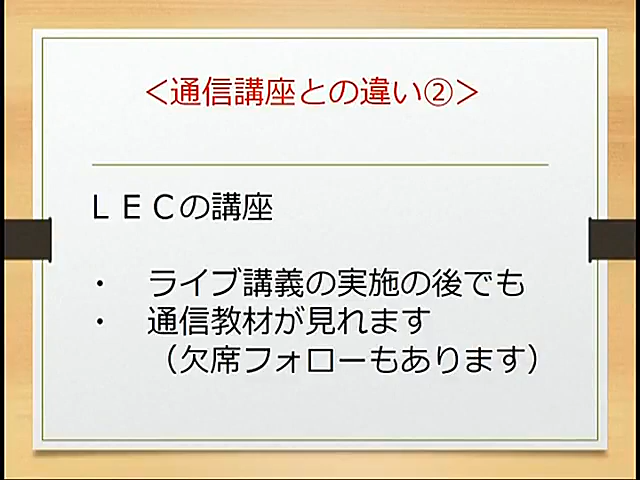 ＜通信講座との違い②＞
ＬＥＣの講座
・ ライブ講義の実施の後でも
・ 通信教材が見れます
（欠席フォローもあります）